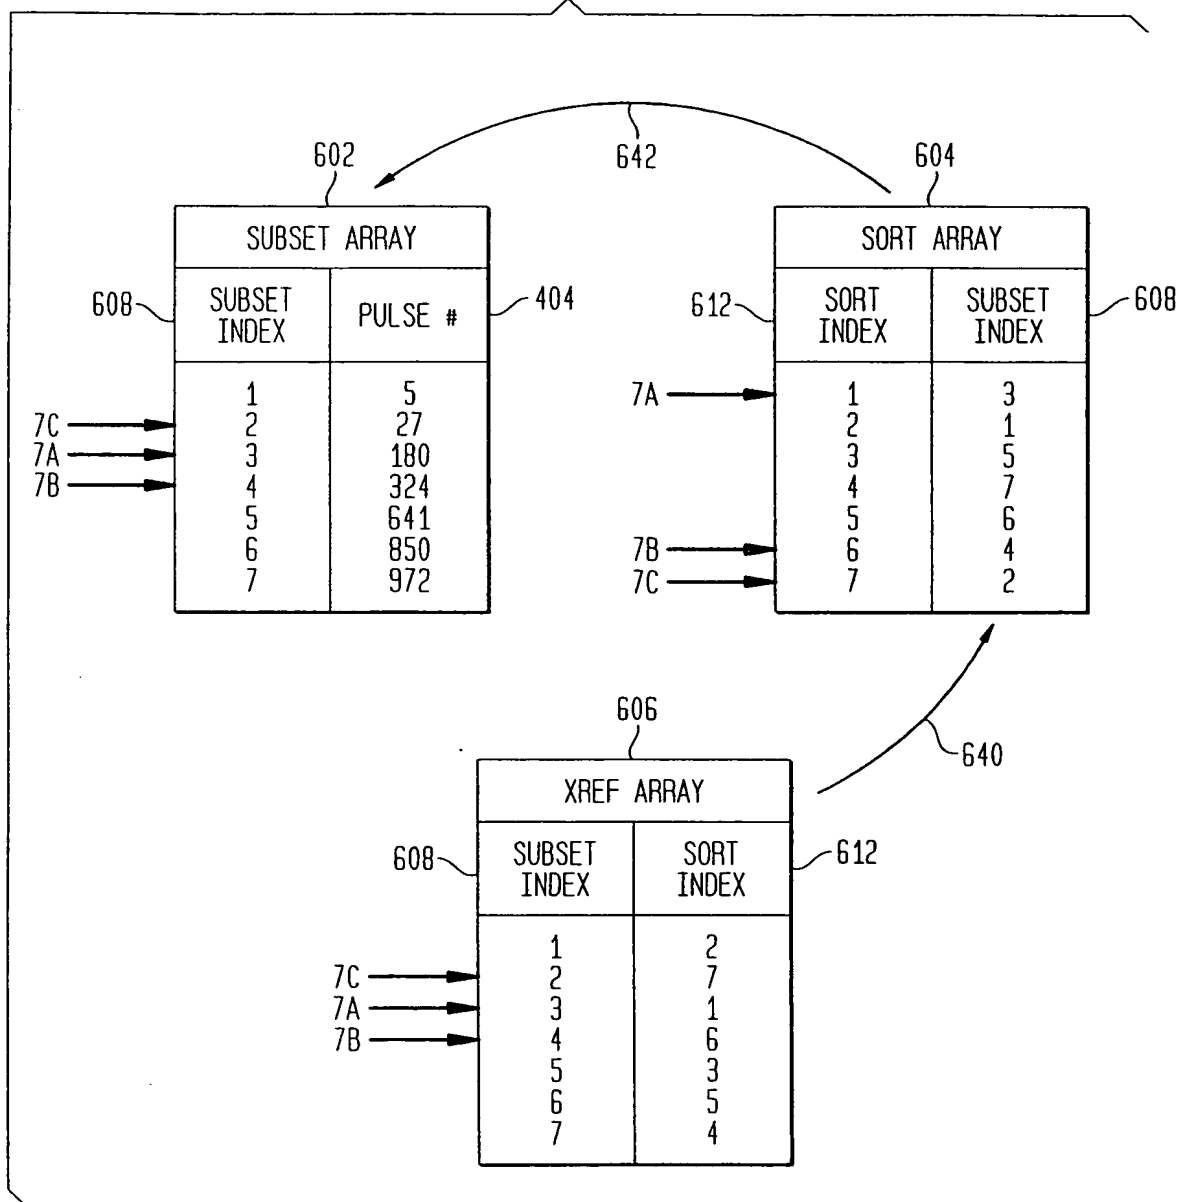 642
602
SUBSET ARRAY
608
SUBSET INDEX
PULSE #
404
1 5
7C 2 27
7A 3 180
7B 4 324
5 641
6 850
7 972
604
SORT ARRAY
612
SORT INDEX
SUBSET INDEX
608
7A 1 3
2 1
3 5
4 7
5 6
7B 6 4
7C 7 2
640
606
XREF ARRAY
608
SUBSET INDEX
SORT INDEX
612
1 2
7C 2 7
7A 3 1
7B 4 6
5 3
6 5
7 4